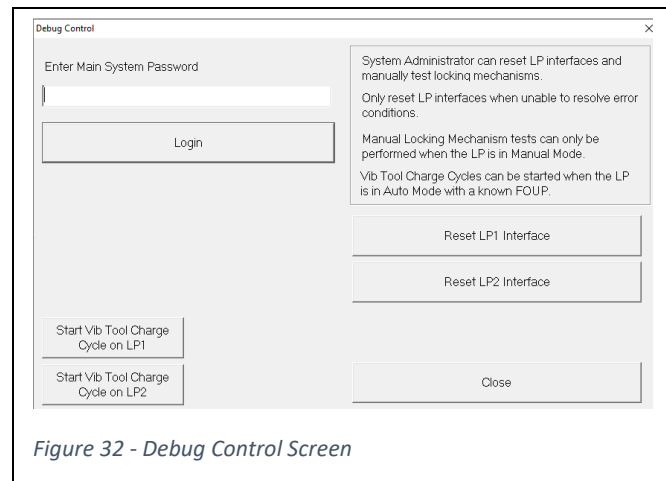 Debug Control
Enter Main System Password
Login
System Administrator can reset LP interfaces and
manually test locking mechanisms.
Only reset LP interfaces when unable to resolve error
conditions.
Manual Locking Mechanism tests can only be
performed when the LP is in Manual Mode.
Vib Tool Charge Cycles can be started when the LP
is in Auto Mode with a known FOUP.
Reset LP1 Interface
Reset LP2 Interface
Start Vib Tool Charge
Cycle on LP1
Start Vib Tool Charge
Cycle on LP2
Close
Figure 32 - Debug Control Screen